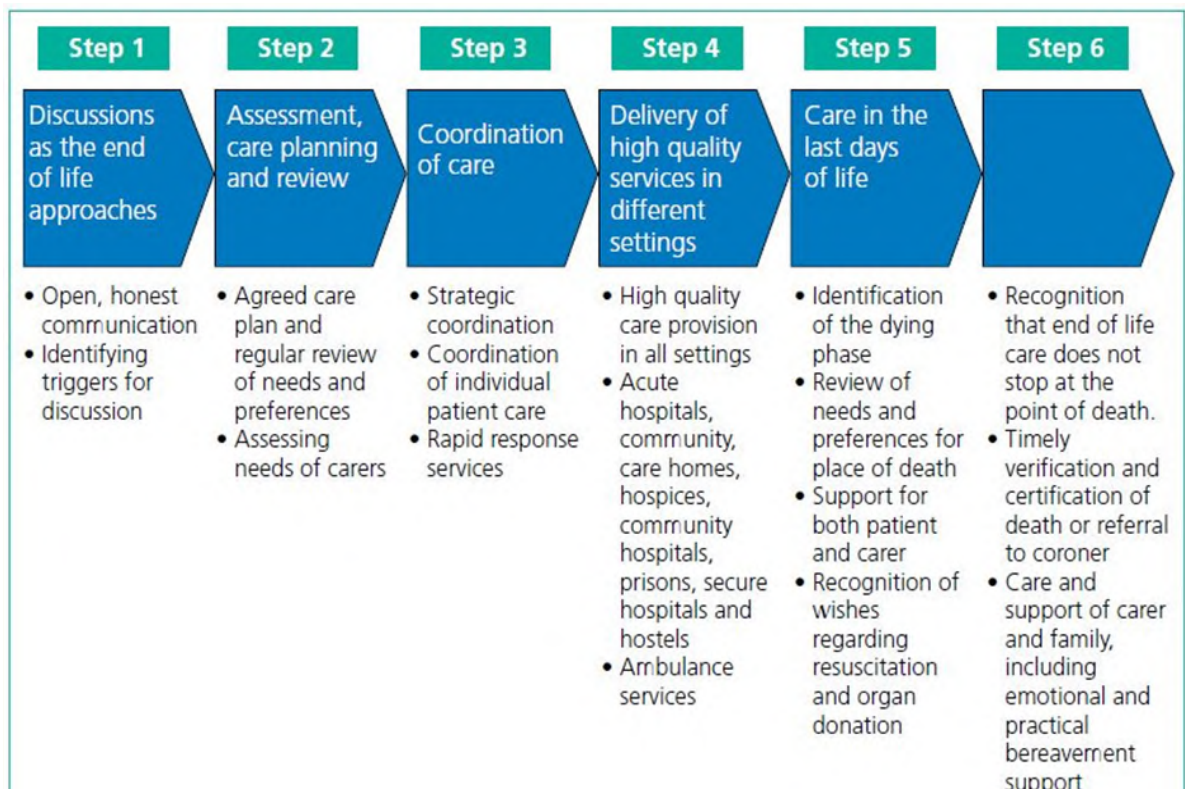 Step 1
Discussions
as the end
of life
approaches
• Open, honest
communication
• Identifying
triggers for
discussion
Step 2
Assessment,
care planning
and review
• Agreed care
plan and
regular review
of needs and
preferences
• Assessing
needs of carers
Step 3
Coordination
of care
• Strategic
coordination
• Coordination
of individual
patient care
• Rapid response
services
Step 4
Delivery of
high quality
services in
different
settings
• High quality
care provision
in all settings
• Acute
hospitals,
community,
care homes,
hospices,
community
hospitals,
prisons, secure
hospitals and
hostels
• Ambulance
services
Step 5
Care in the
last days
of life
• Identification
of the dying
phase
• Review of
needs and
preferences for
place of death
• Support for
both patient
and carer
• Recognition of
wishes
regarding
resuscitation
and organ
donation
Step 6
• Recognition
that end of life
care does not
stop at the
point of death.
• Timely
verification and
certification of
death or referral
to coroner
• Care and
support of carer
and family,
including
emotional and
practical
bereavement
support